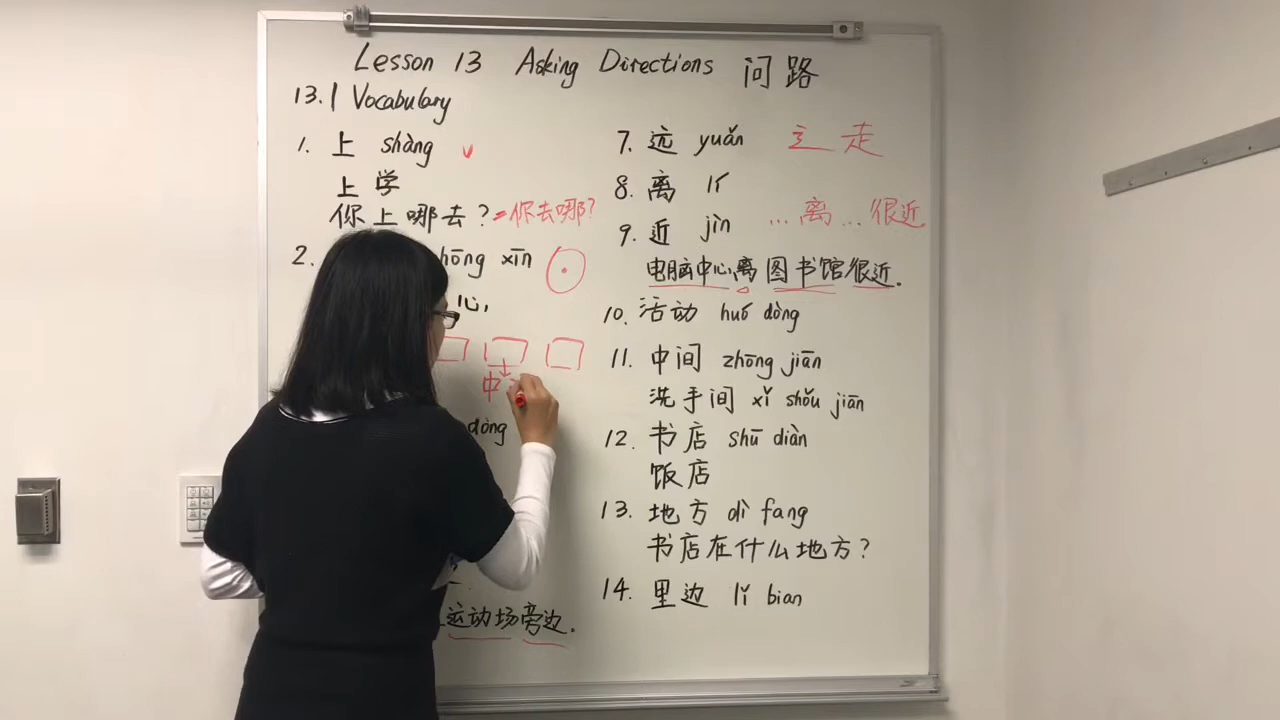 Lesson 13 Asking Directions 问路
13.1 Vocabulary
1. 上 shàng v
上学
你上哪去? = 你去哪?
2. hōng xīn
心,
中
dòng
运动场旁边.
7. 远 yuǎn 辶 走
8. 离 lí
...离...很近
9. 近 jìn
电脑中心离图书馆很近.
10. 活动 huó dòng
11. 中间 zhōng jiān
洗手间 xǐ shǒu jiān
12. 书店 shū diàn
饭店
13. 地方 dì fang
书店在什么地方?
14. 里边 lǐ bian